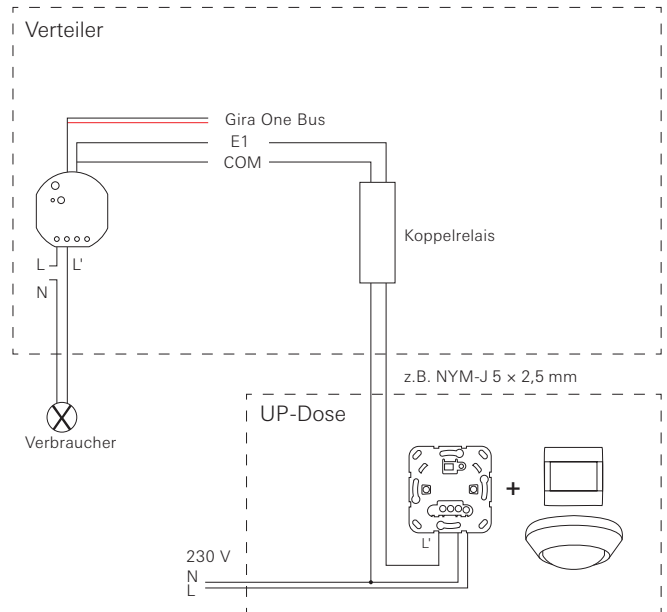 Verteiler
Gira One Bus
E1
COM
Koppelrelais
L L'
N
z.B. NYM-J 5 × 2,5 mm
UP-Dose
Verbraucher
+
L'
230 V
N
L